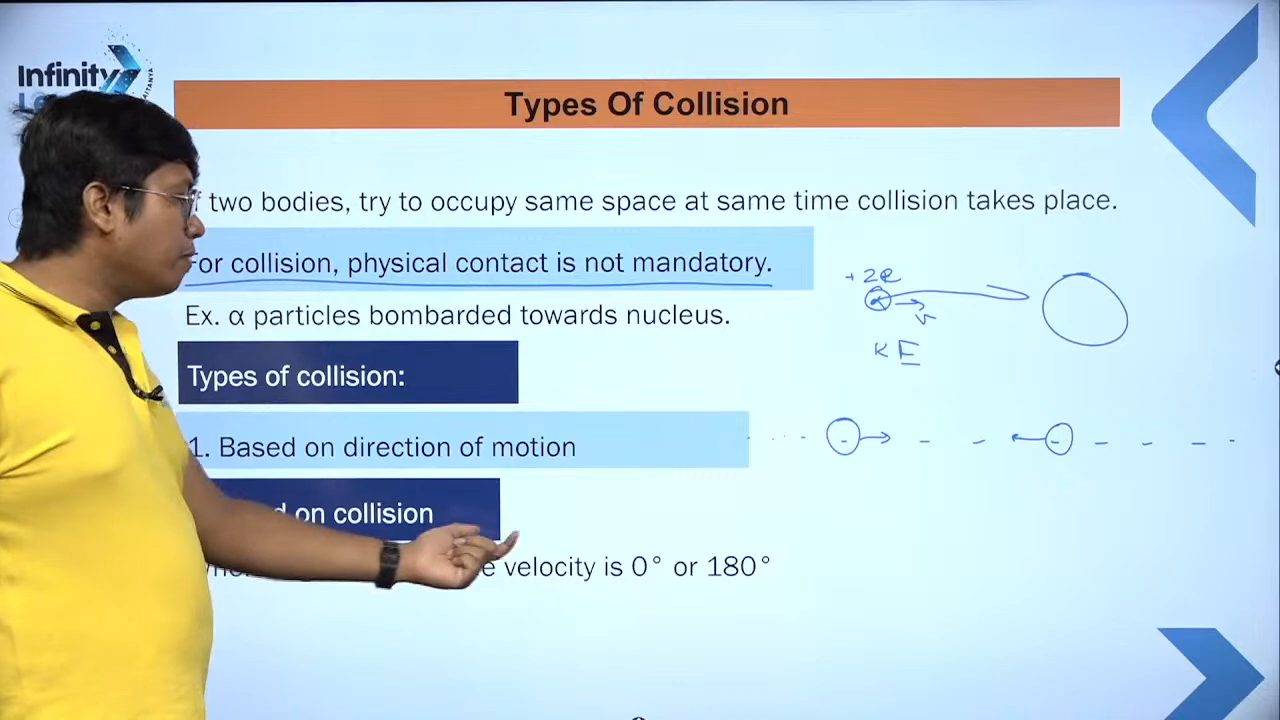 Infinity
Types Of Collision
two bodies, try to occupy same space at same time collision takes place.
For collision, physical contact is not mandatory.
Ex. α particles bombarded towards nucleus.
+2e
α
v
KE
Types of collision:
1. Based on direction of motion
on collision
velocity is 0° or 180°